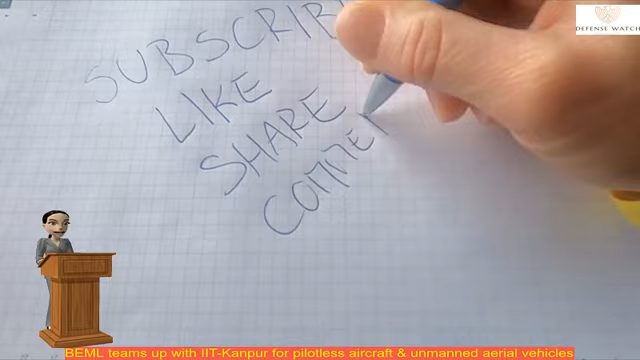 DEFENSE WATCH
SUBSCRIB
LIKE
SHARE
COMME
BEML teams up with IIT-Kanpur for pilotless aircraft & unmanned aerial vehicles